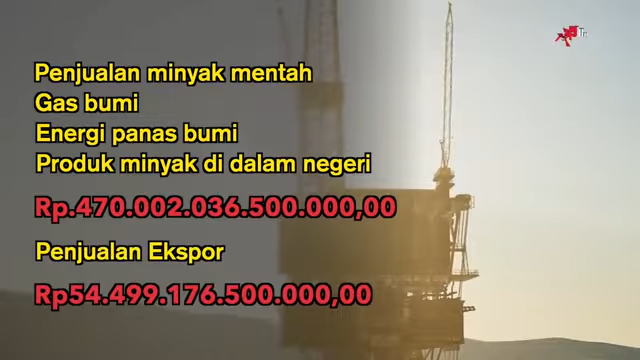 Penjualan minyak mentah
Gas bumi
Energi panas bumi
Produk minyak di dalam negeri
Rp.470.002.036.500.000,00
Penjualan Ekspor
Rp54.499.176.500.000,00